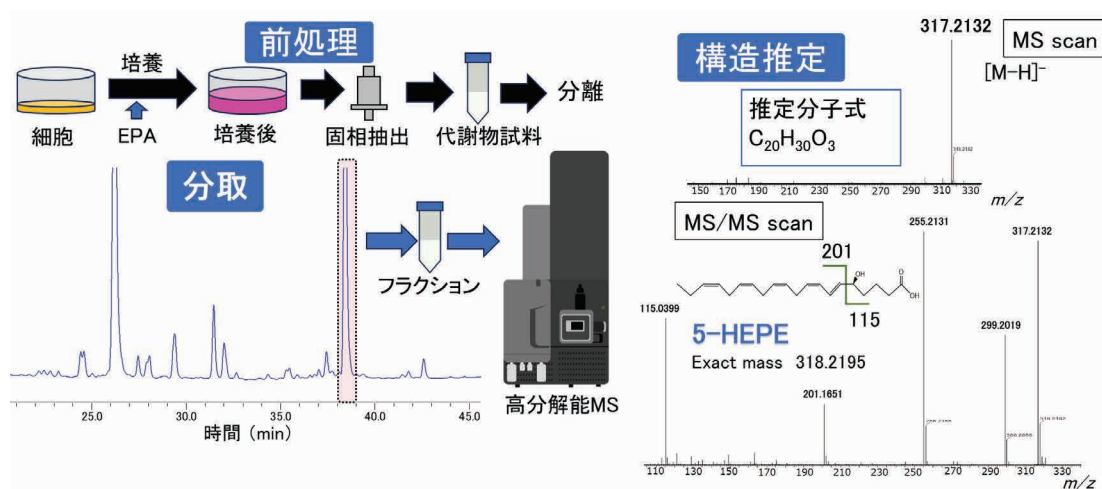 前処理
培養
細胞
EPA
培養後
固相抽出
代謝物試料
分離
分取
フラクション
高分解能MS
25.0
30.0
35.0
40.0
45.0
時間 (min)
構造推定
317.2132
MS scan
[M-H]⁻
推定分子式
C₂₀H₃₀O₃
150
170
190
210
230
250
270
290
310
330
m/z
MS/MS scan
255.2131
317.2132
201
OH
O
OH
115
115.0399
5-HEPE
Exact mass 318.2195
299.2019
201.1651
110
130
150
170
190
210
230
250
270
290
310
330
m/z